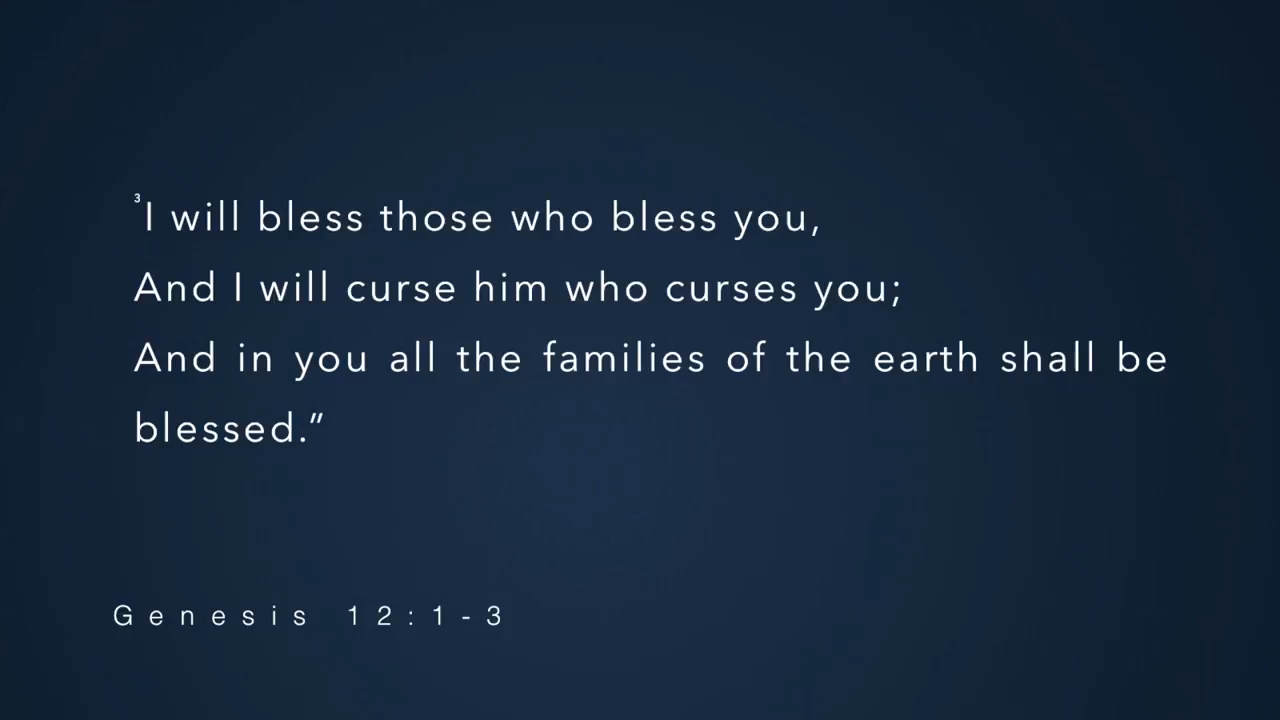 ³I will bless those who bless you,
And I will curse him who curses you;
And in you all the families of the earth shall be
blessed.”
Genesis 12:1-3